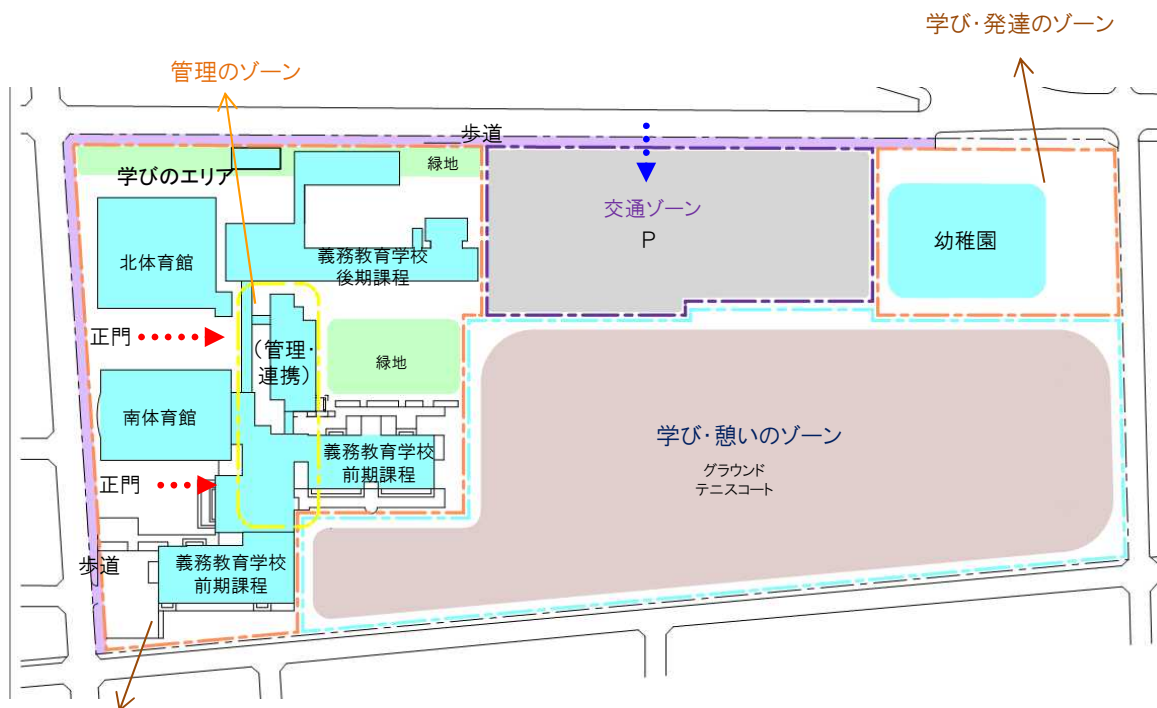 学び・発達のゾーン
管理のゾーン
歩道
緑地
学びのエリア
交通ゾーン
P
幼稚園
北体育館
義務教育学校
後期課程
正門
(管理・
連携)
緑地
南体育館
学び・憩いのゾーン
グラウンド
テニスコート
義務教育学校
前期課程
正門
歩道
義務教育学校
前期課程